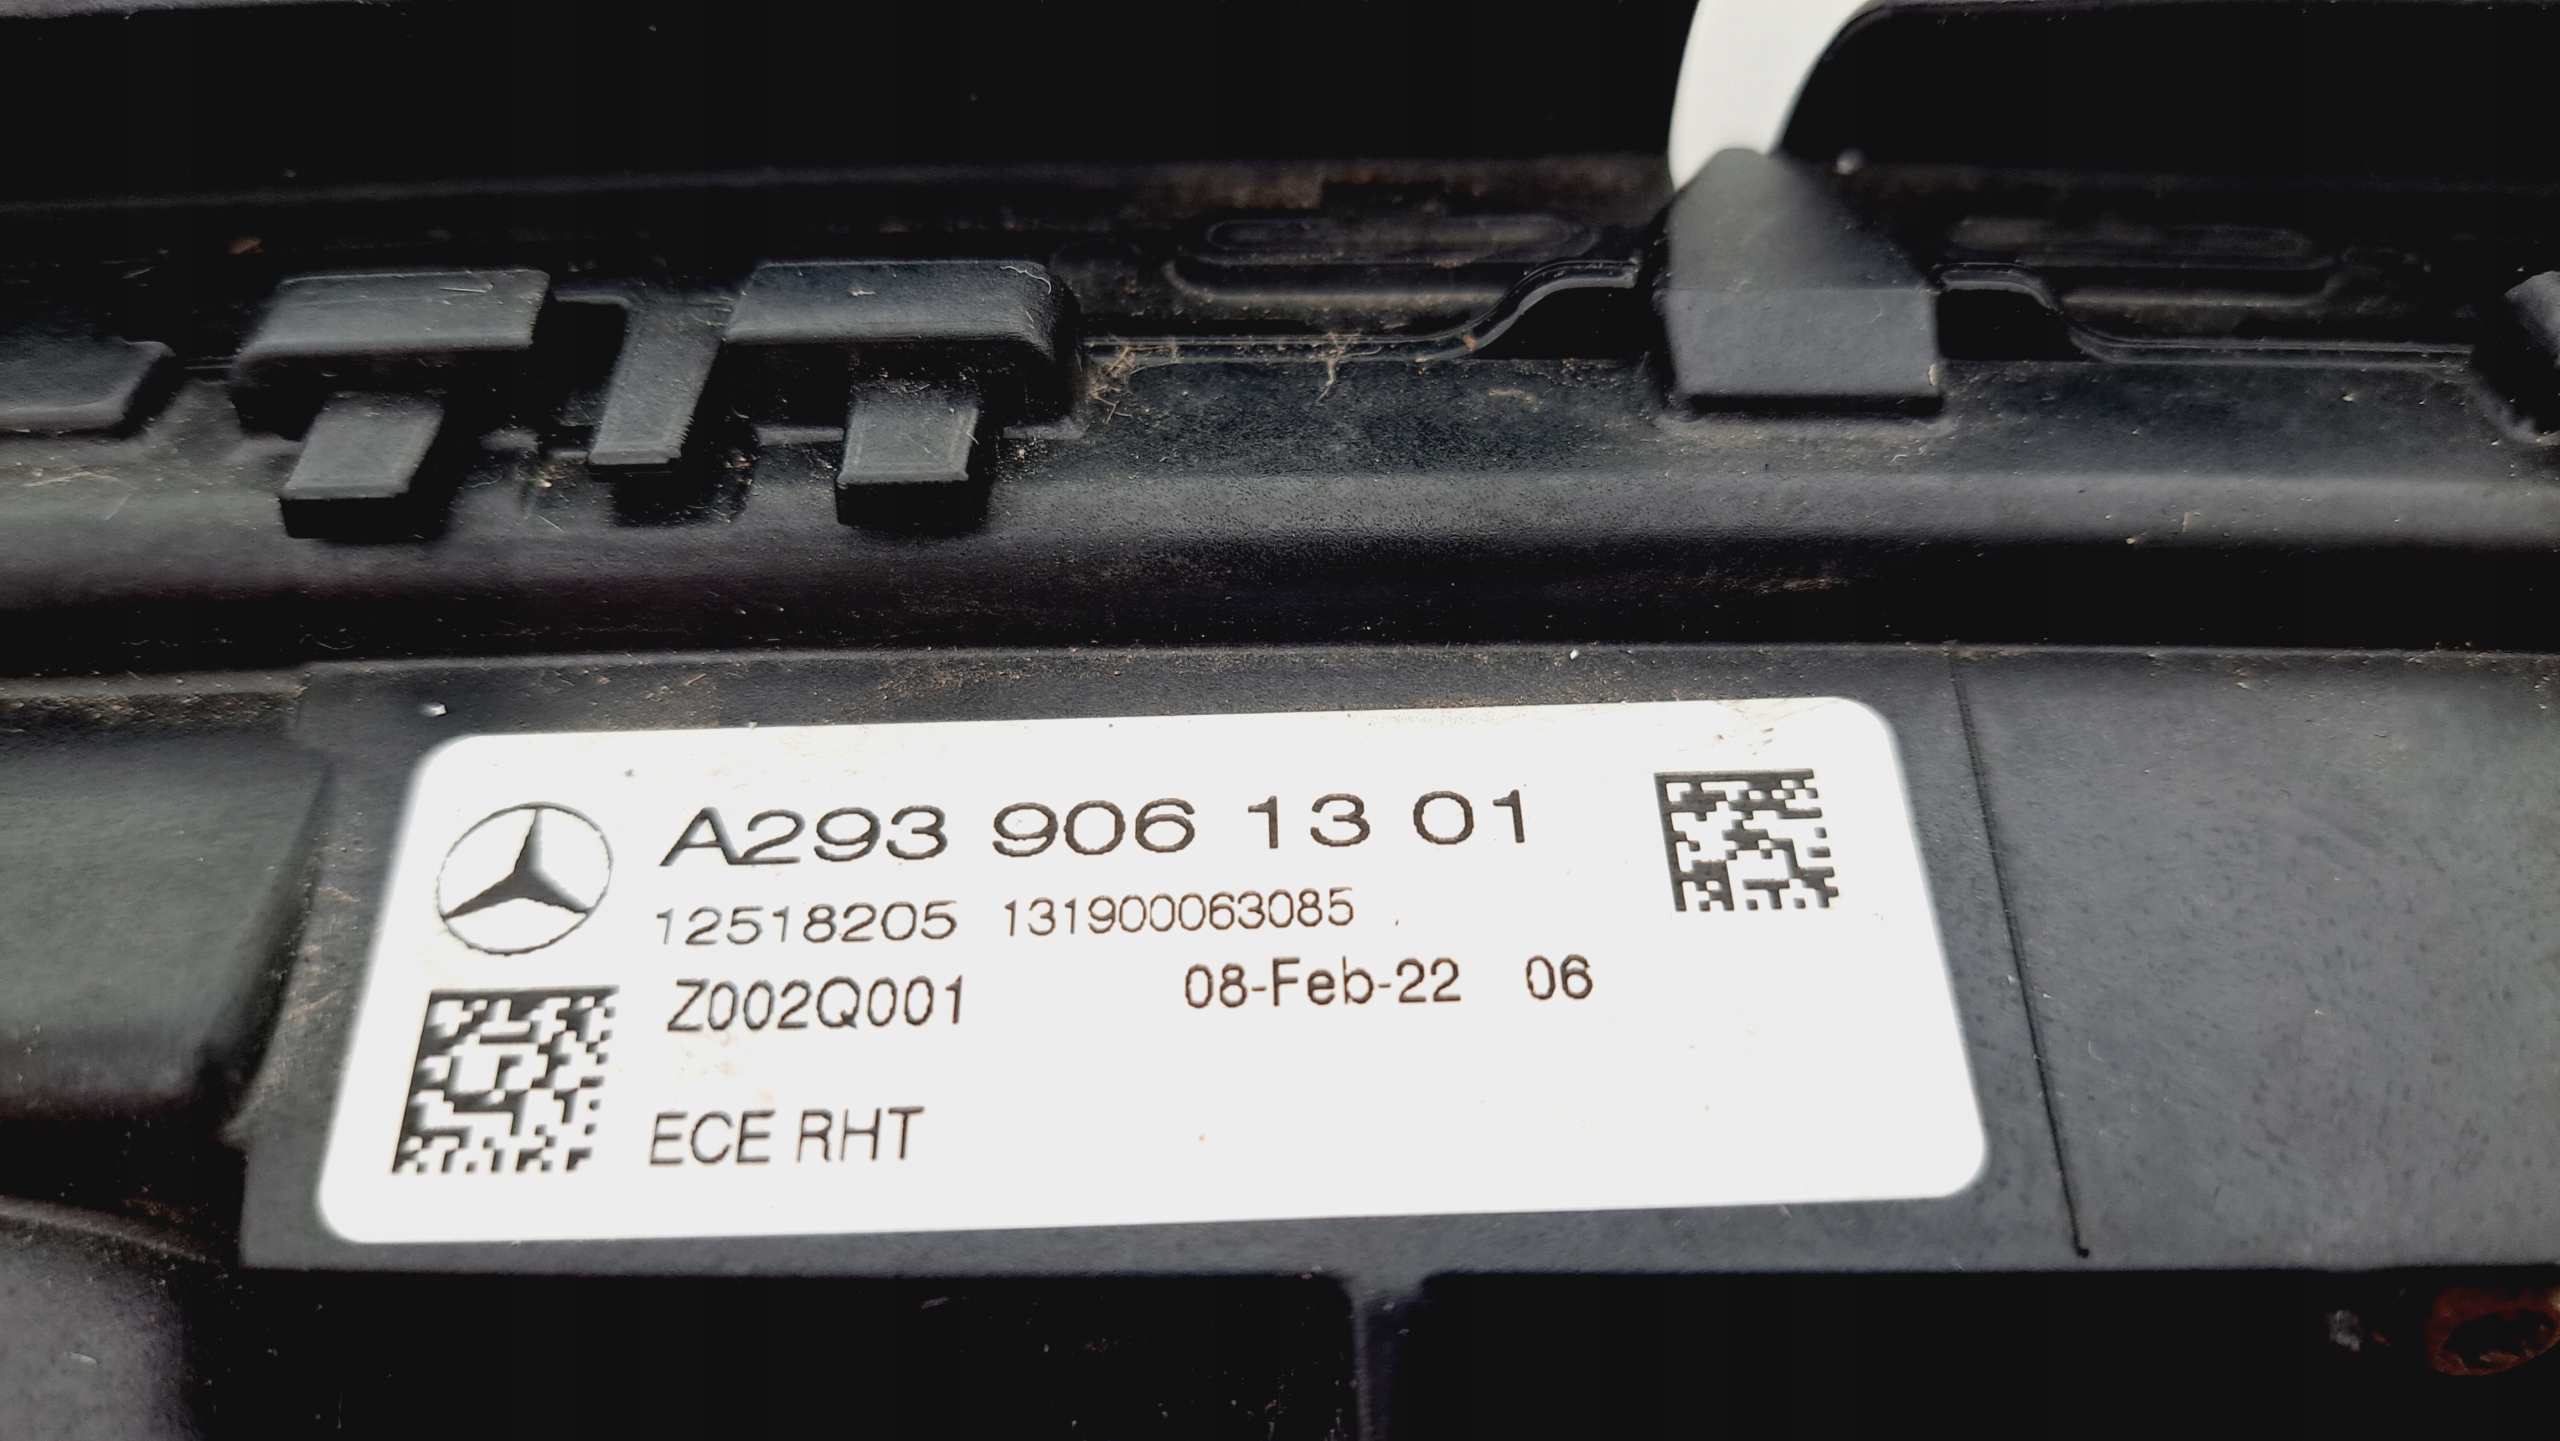 A293 906 13 01
12518205 131900063085
Z002Q001 08-Feb-22 06
ECE RHT